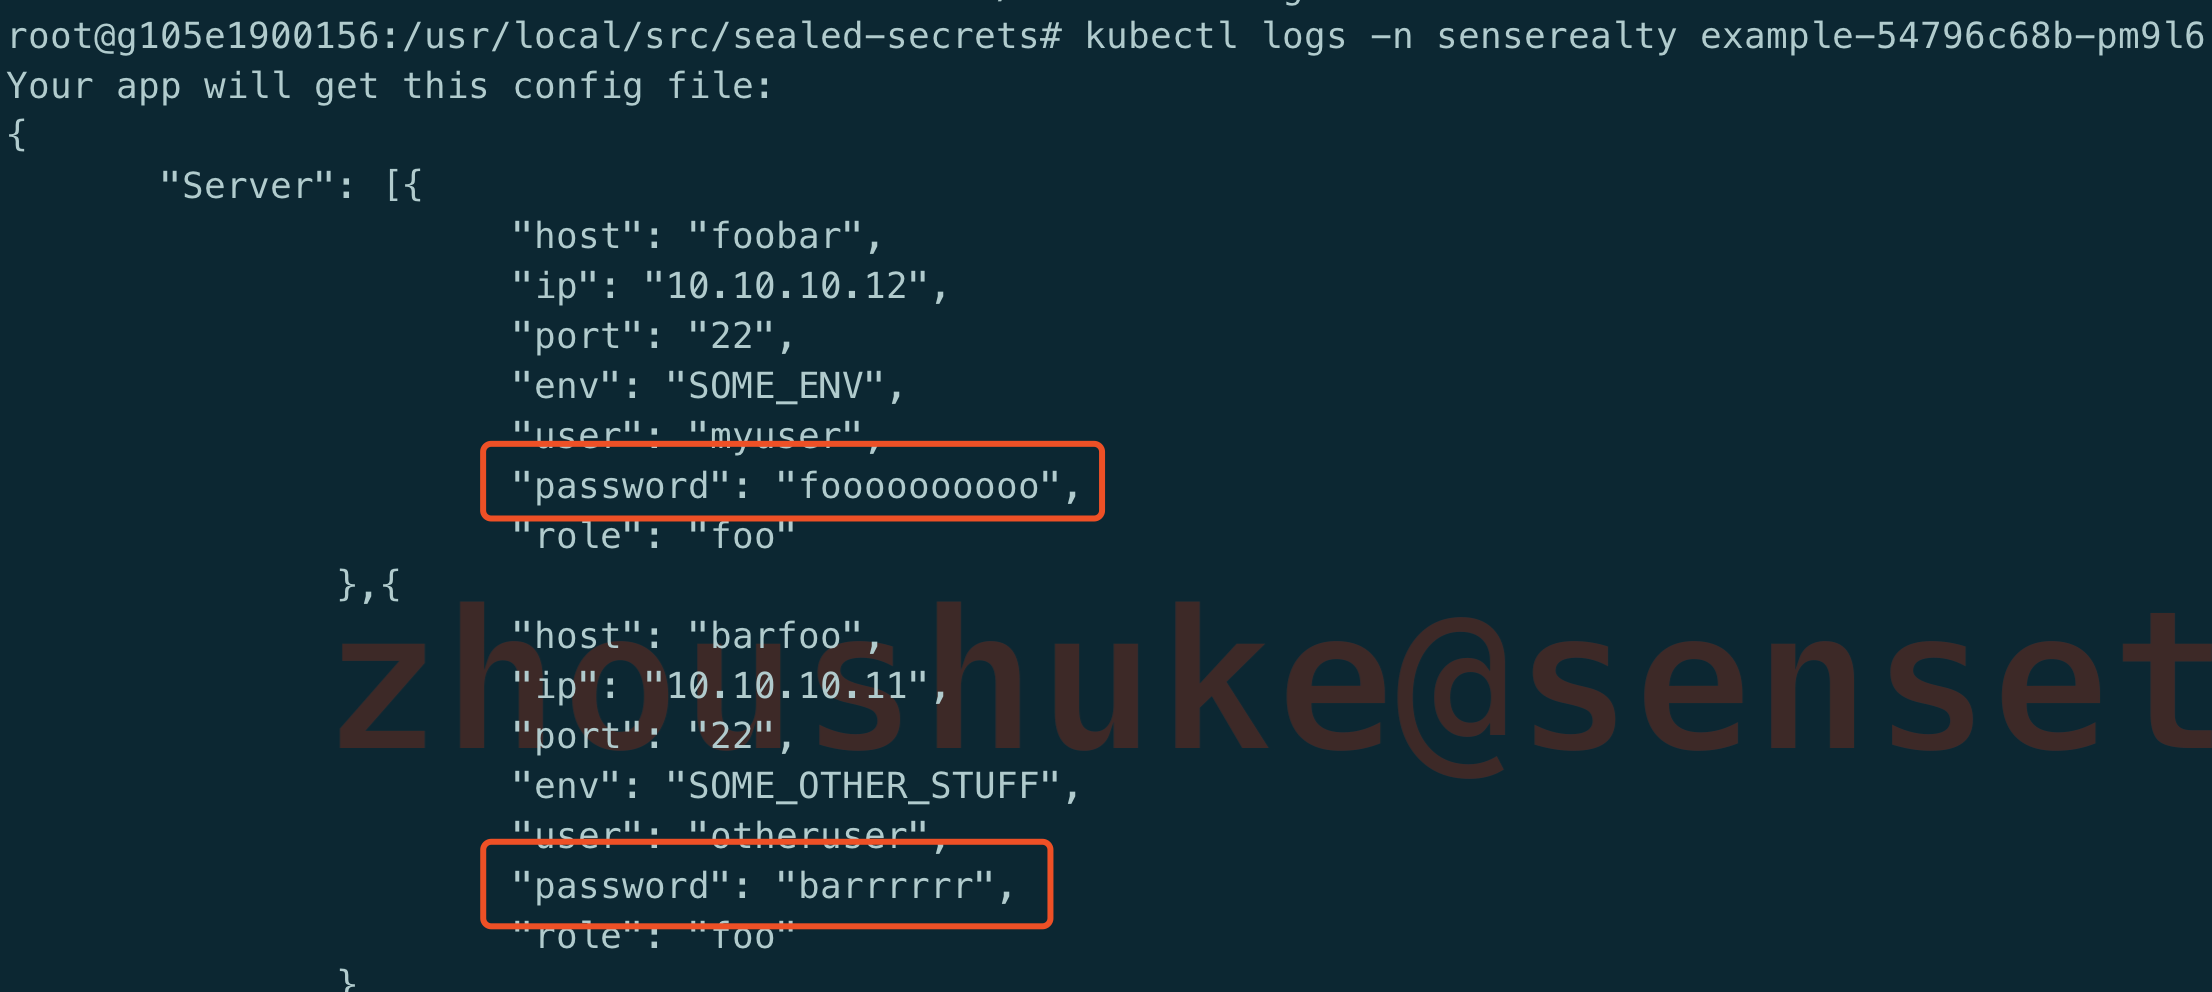 root@g105e1900156:/usr/local/src/sealed-secrets# kubectl logs -n senserealty example-54796c68b-pm9l6
Your app will get this config file:
{
"Server": [{
"host": "foobar",
"ip": "10.10.10.12",
"port": "22",
"env": "SOME_ENV",
"user": "myuser",
"password": "foooooooooo",
"role": "foo"
},{
"host": "barfoo",
"ip": "10.10.10.11",
"port": "22",
"env": "SOME_OTHER_STUFF",
"user": "otheruser",
"password": "barrrrrr",
"role": "foo"
}
zhoushuke@senset